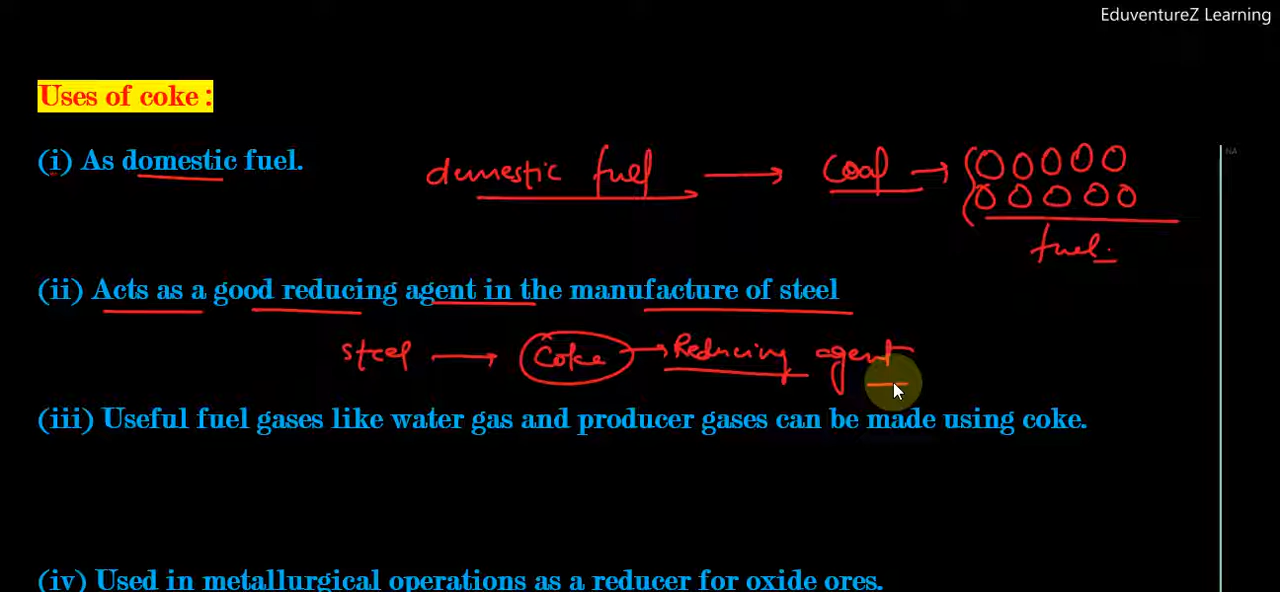 EduventureZ Learning
Uses of coke :
(i) As domestic fuel.
domestic fuel → coal →
fuel.
(ii) Acts as a good reducing agent in the manufacture of steel
steel → Coke → Reducing agent
(iii) Useful fuel gases like water gas and producer gases can be made using coke.
(iv) Used in metallurgical operations as a reducer for oxide ores.
NA